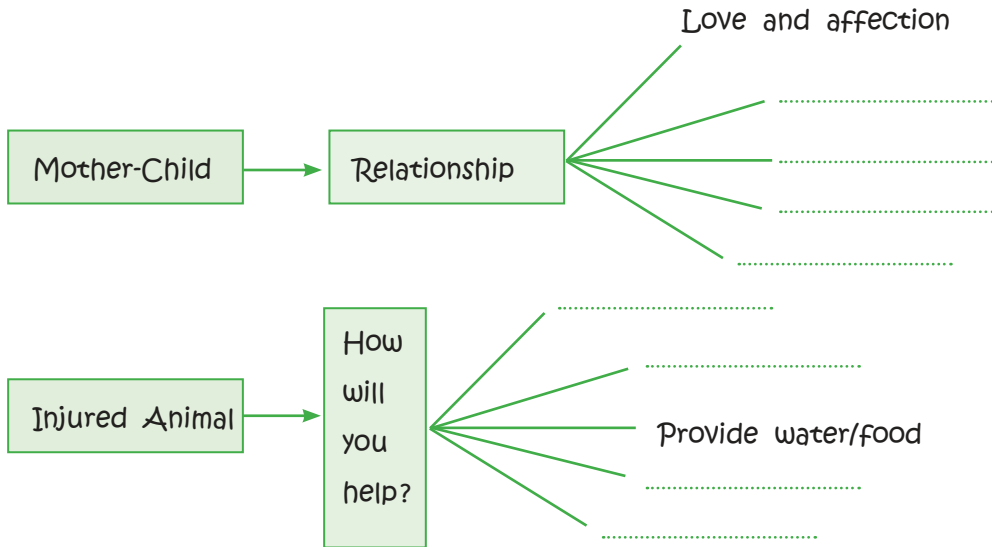 Love and affection
Mother-Child
Relationship
How
will
you
help?
Injured Animal
Provide water/food